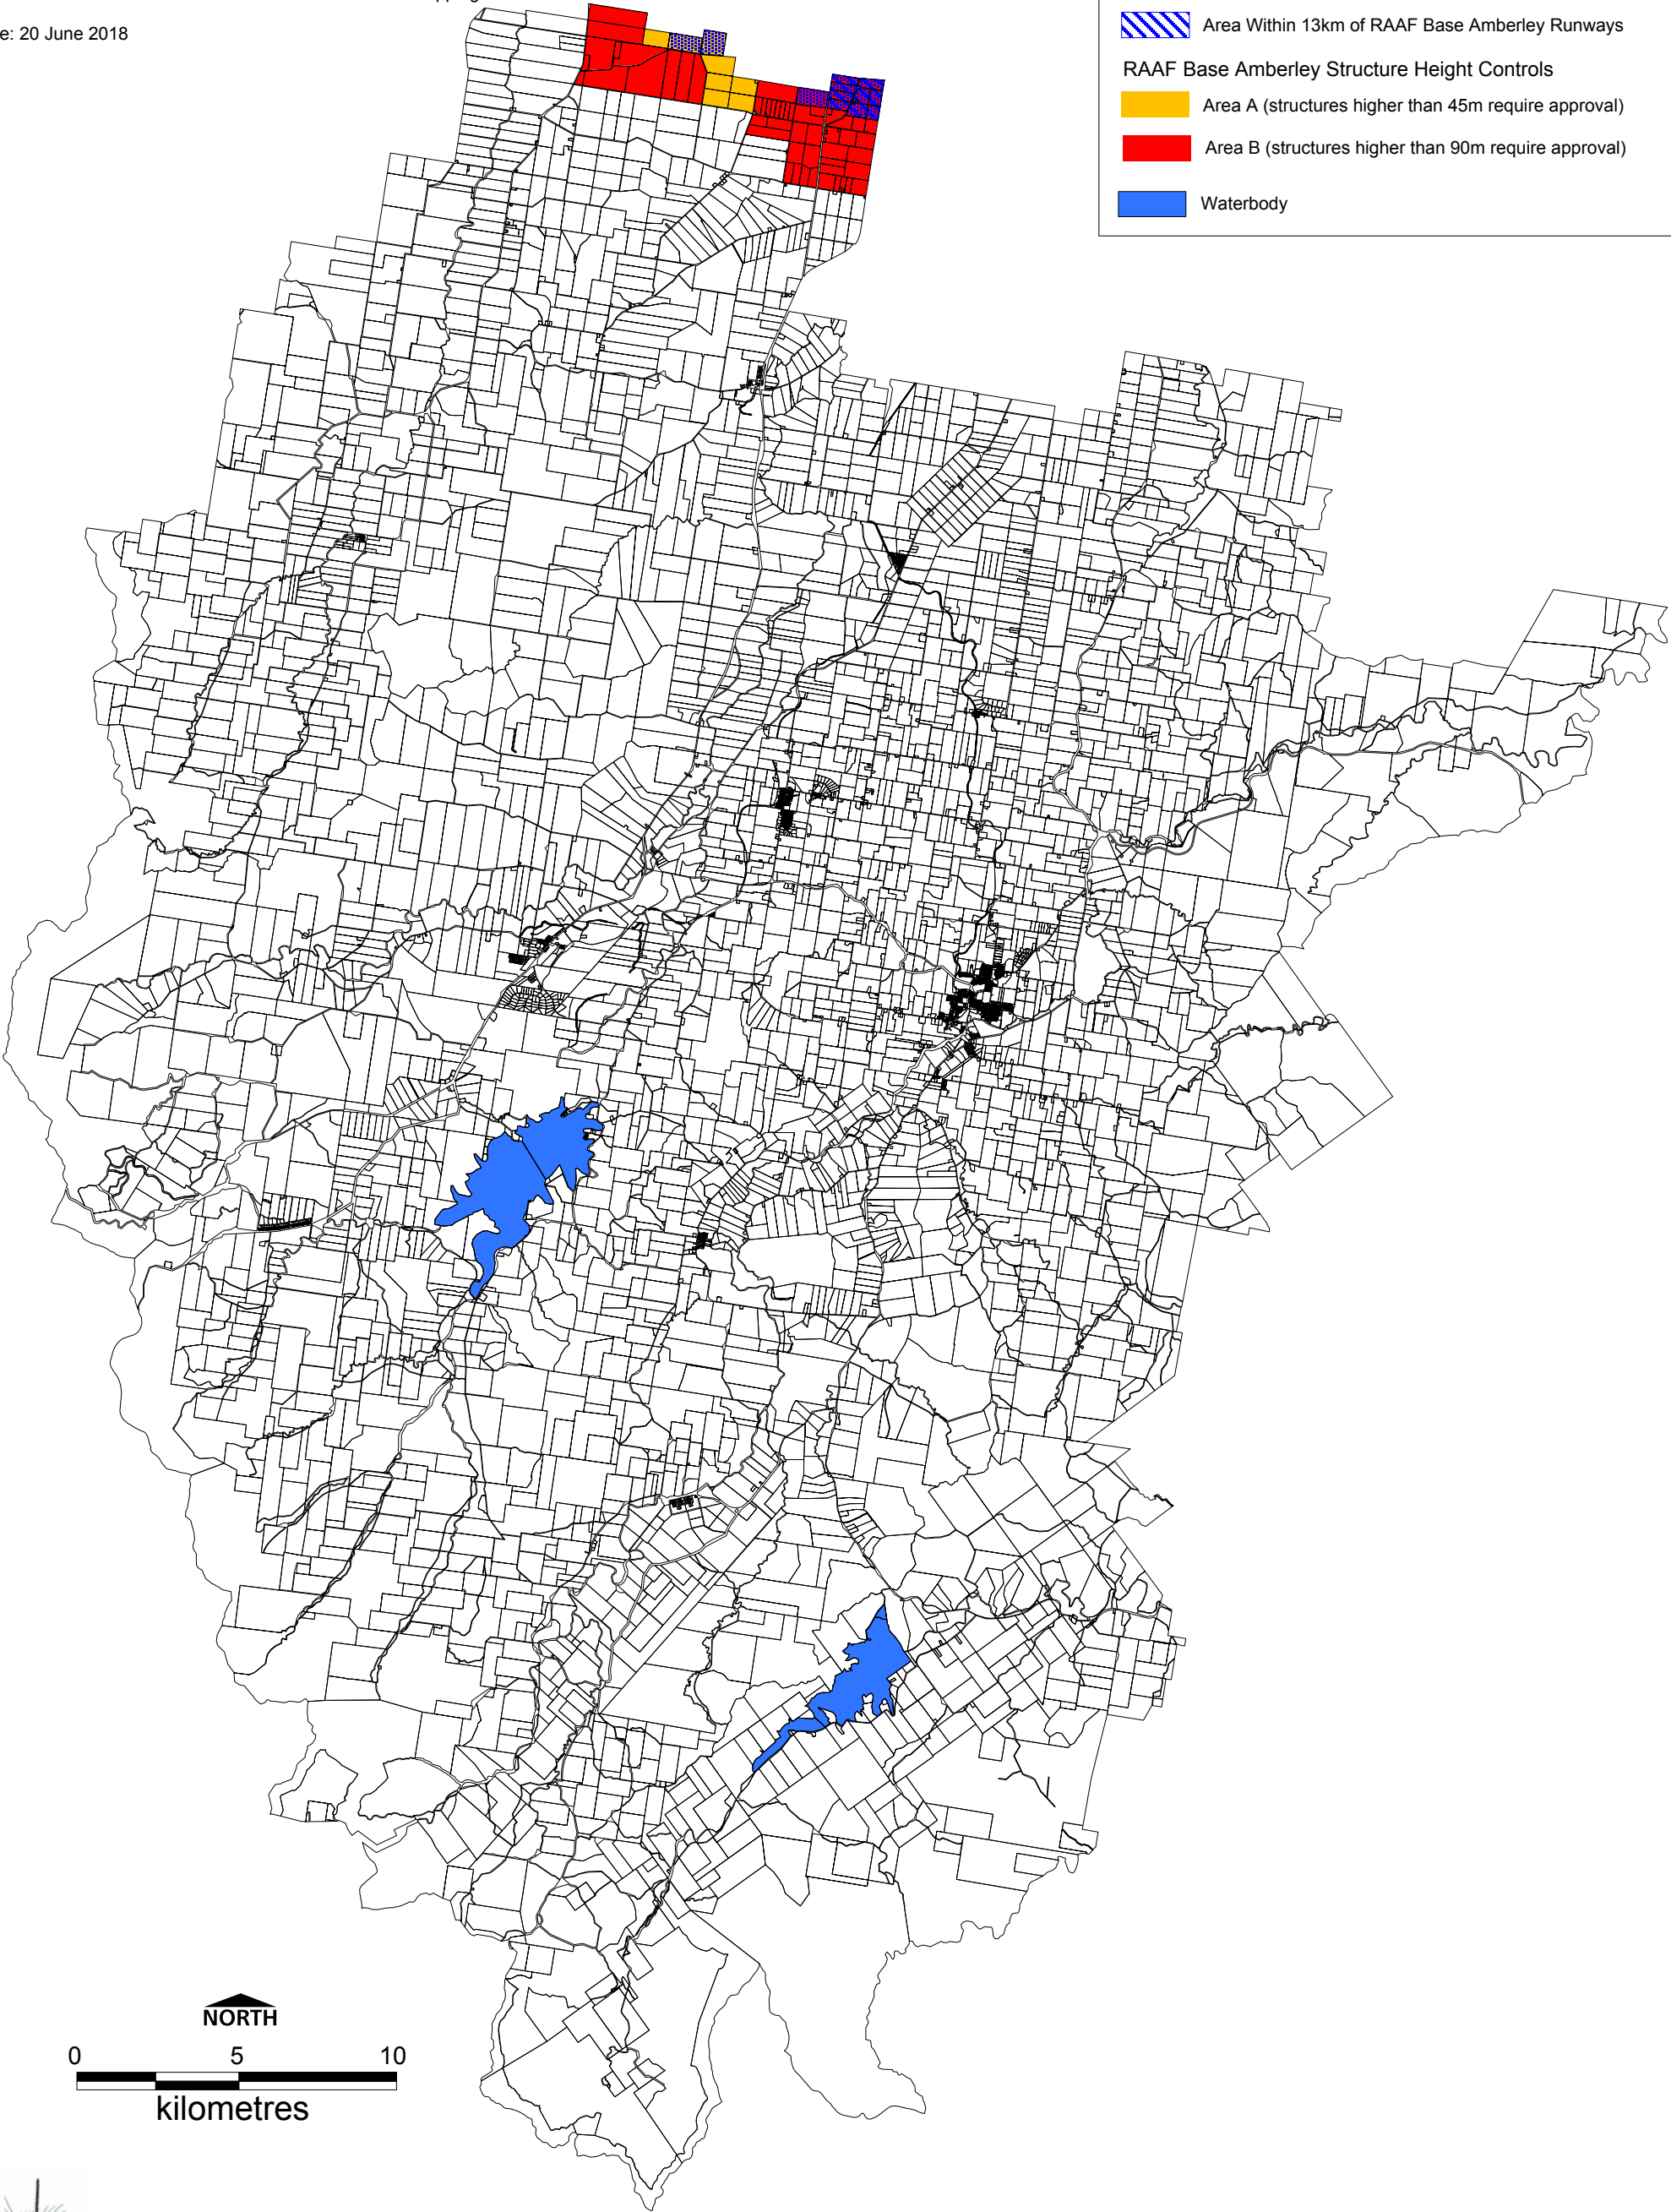 e: 20 June 2018
Area Within 13km of RAAF Base Amberley Runways
RAAF Base Amberley Structure Height Controls
Area A (structures higher than 45m require approval)
Area B (structures higher than 90m require approval)
Waterbody
NORTH
0 5 10
kilometres